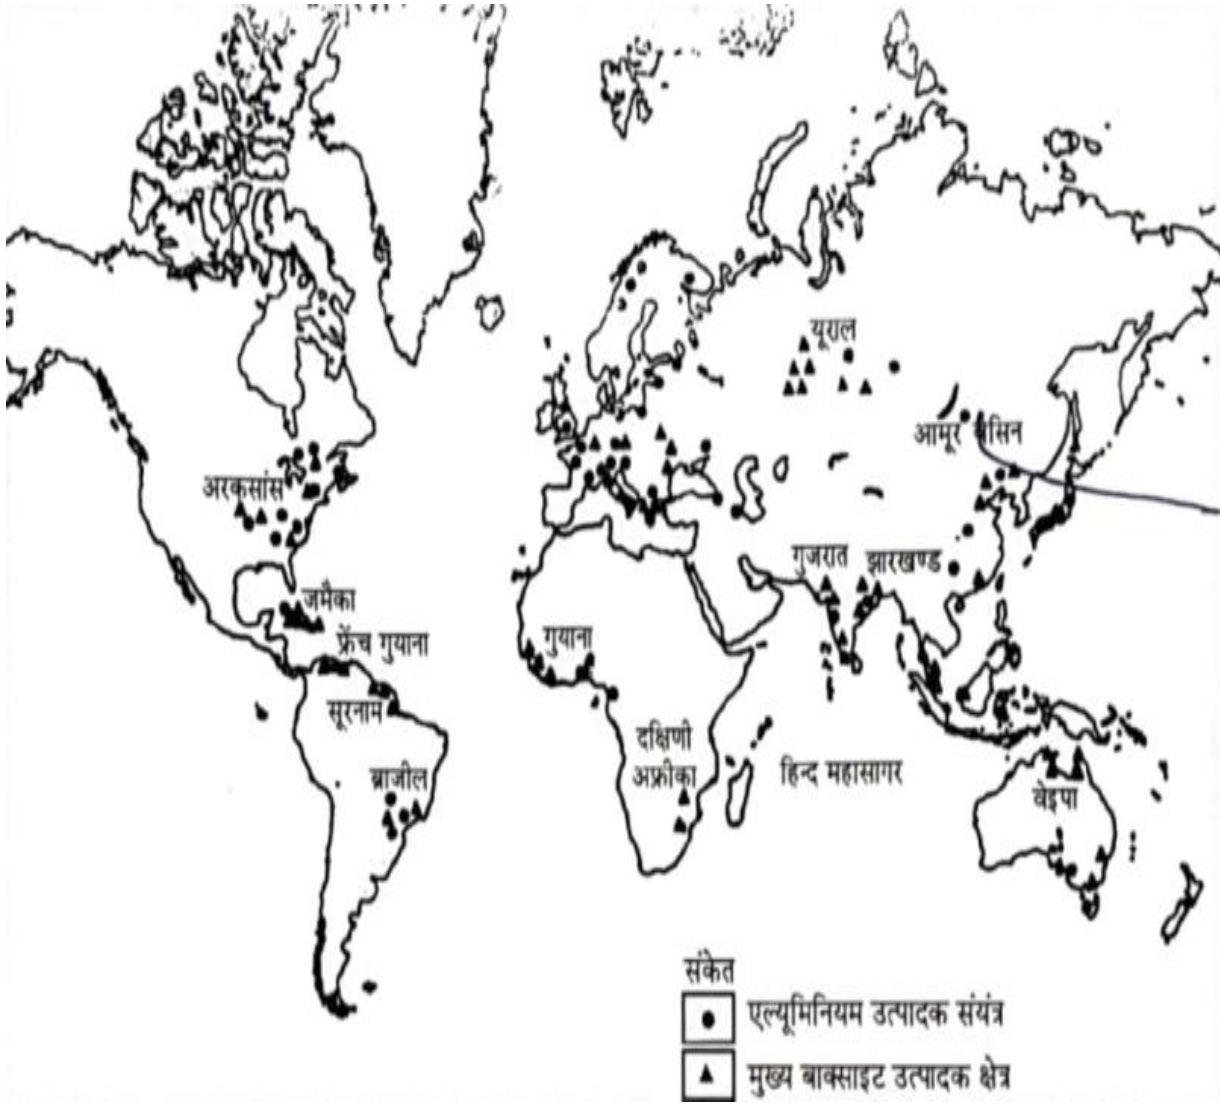 यूराल
आमूर बेसिन
अरकसांस
गुजरात
झारखण्ड
जमैका
फ्रेंच गुयाना
गुयाना
सूरनाम
दक्षिणी
अफ्रीका
हिन्द महासागर
ब्राजील
वेइपा
संकेत
एल्यूमिनियम उत्पादक संयंत्र
मुख्य बाक्साइट उत्पादक क्षेत्र